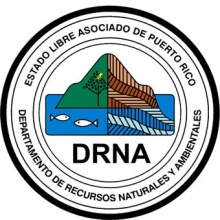 ESTADO LIBRE ASOCIADO DE PUERTO RICO
DRNA
DEPARTAMENTO DE RECURSOS NATURALES Y AMBIENTALES